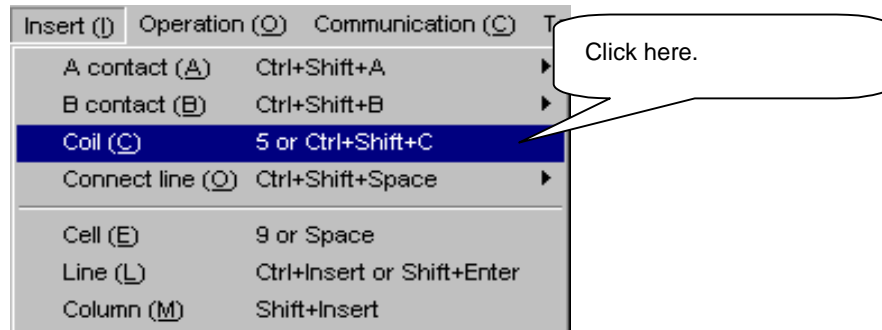 Insert (I) Operation (O) Communication (C)
Click here.
A contact (A) Ctrl+Shift+A
B contact (B) Ctrl+Shift+B
Coil (C) 5 or Ctrl+Shift+C
Connect line (O) Ctrl+Shift+Space
Cell (E) 9 or Space
Line (L) Ctrl+Insert or Shift+Enter
Column (M) Shift+Insert